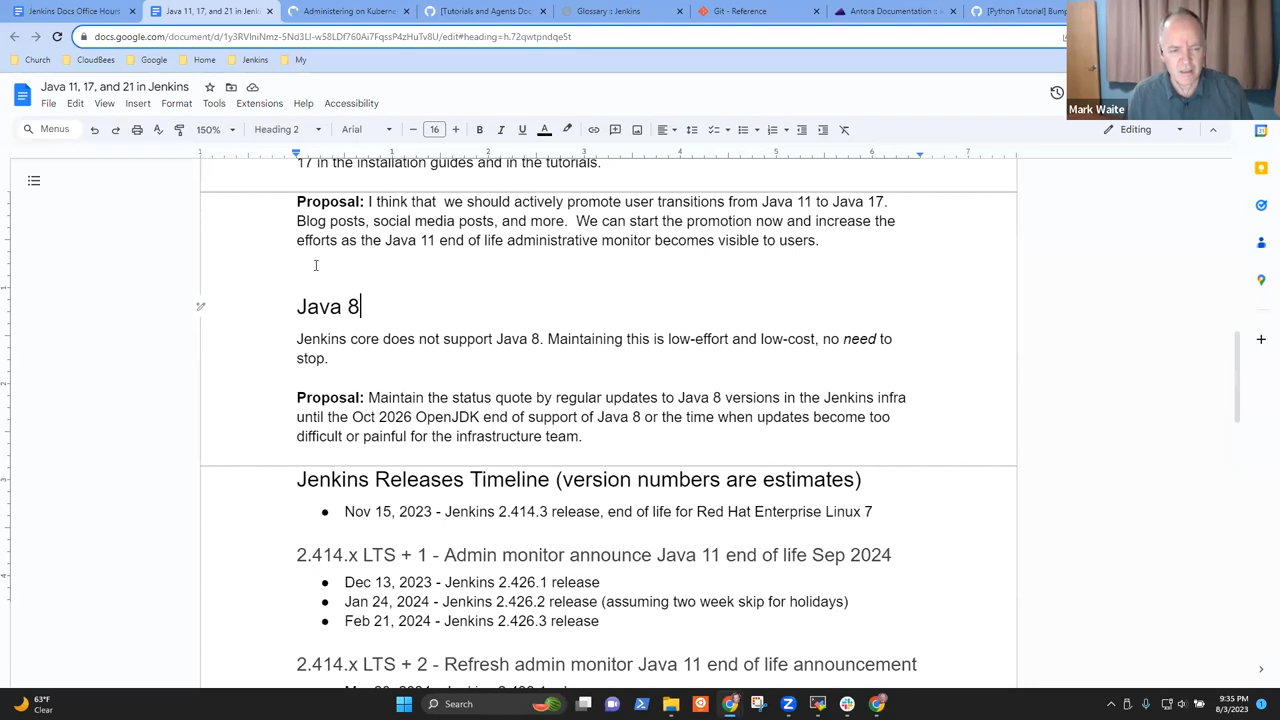 Jenkins Docs Office Hours
Java 11, 17, and 21 in Jenki
Administering on Kuberne
[Tutorials and Agents Doc
Glossary :: Jenkins
Git - Reference
Antora Documentation :: A
[Python Tutorial] Bump
docs.google.com/document/d/1y3RVIniNmz-5Nd3LI-w58LDf760Ai7FqssP4zHuTv8U/edit#heading=h.72qwtpndqe5t
Church
CloudBees
Google
Home
Jenkins
My
Mark Waite
Java 11, 17, and 21 in Jenkins
File Edit View Insert Format Tools Extensions Help Accessibility
Menus
150%
Heading 2
Arial
16
B I U A
Editing
1 1 2 3 4 5 6 7
17 in the installation guides and in the tutorials.
Proposal: I think that we should actively promote user transitions from Java 11 to Java 17.
Blog posts, social media posts, and more. We can start the promotion now and increase the
efforts as the Java 11 end of life administrative monitor becomes visible to users.
Java 8
Jenkins core does not support Java 8. Maintaining this is low-effort and low-cost, no need to
stop.
Proposal: Maintain the status quote by regular updates to Java 8 versions in the Jenkins infra
until the Oct 2026 OpenJDK end of support of Java 8 or the time when updates become too
difficult or painful for the infrastructure team.
Jenkins Releases Timeline (version numbers are estimates)
● Nov 15, 2023 - Jenkins 2.414.3 release, end of life for Red Hat Enterprise Linux 7
2.414.x LTS + 1 - Admin monitor announce Java 11 end of life Sep 2024
● Dec 13, 2023 - Jenkins 2.426.1 release
● Jan 24, 2024 - Jenkins 2.426.2 release (assuming two week skip for holidays)
● Feb 21, 2024 - Jenkins 2.426.3 release
2.414.x LTS + 2 - Refresh admin monitor Java 11 end of life announcement
63°F
Clear
Search
9:35 PM
8/3/2023